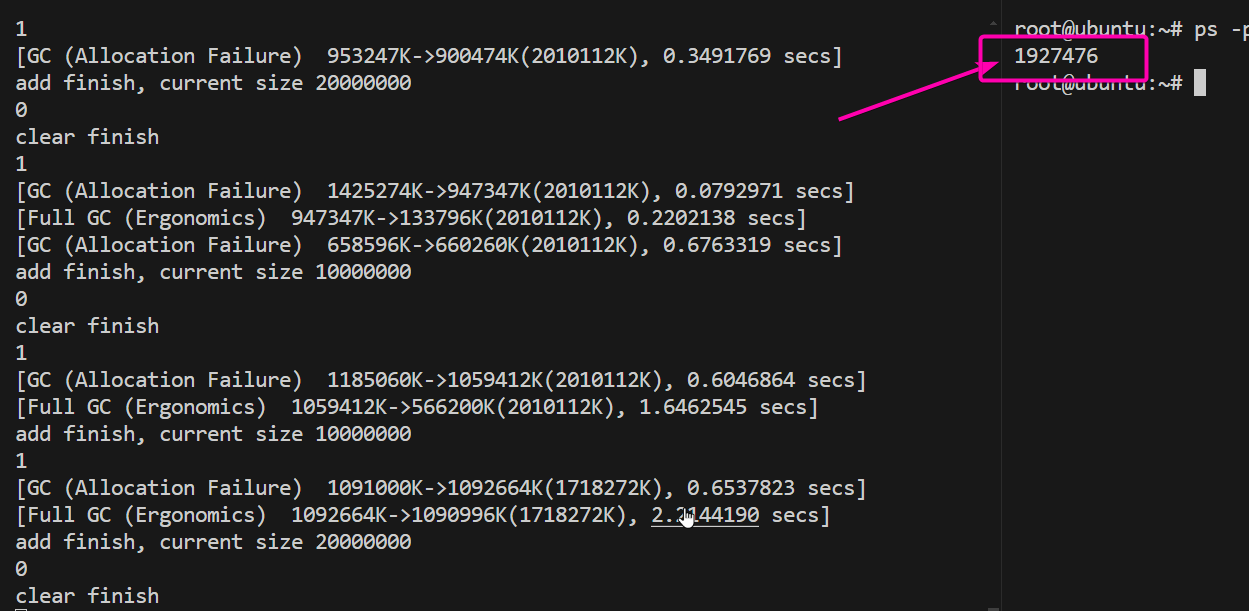 1
[GC (Allocation Failure)  953247K->900474K(2010112K), 0.3491769 secs]
add finish, current size 20000000
0
clear finish
1
[GC (Allocation Failure)  1425274K->947347K(2010112K), 0.0792971 secs]
[Full GC (Ergonomics)  947347K->133796K(2010112K), 0.2202138 secs]
[GC (Allocation Failure)  658596K->660260K(2010112K), 0.6763319 secs]
add finish, current size 10000000
0
clear finish
1
[GC (Allocation Failure)  1185060K->1059412K(2010112K), 0.6046864 secs]
[Full GC (Ergonomics)  1059412K->566200K(2010112K), 1.6462545 secs]
add finish, current size 10000000
1
[GC (Allocation Failure)  1091000K->1092664K(1718272K), 0.6537823 secs]
[Full GC (Ergonomics)  1092664K->1090996K(1718272K), secs]
add finish, current size 20000000
0
clear finish
root@ubuntu:~# ps
1927476
root@ubuntu:~#